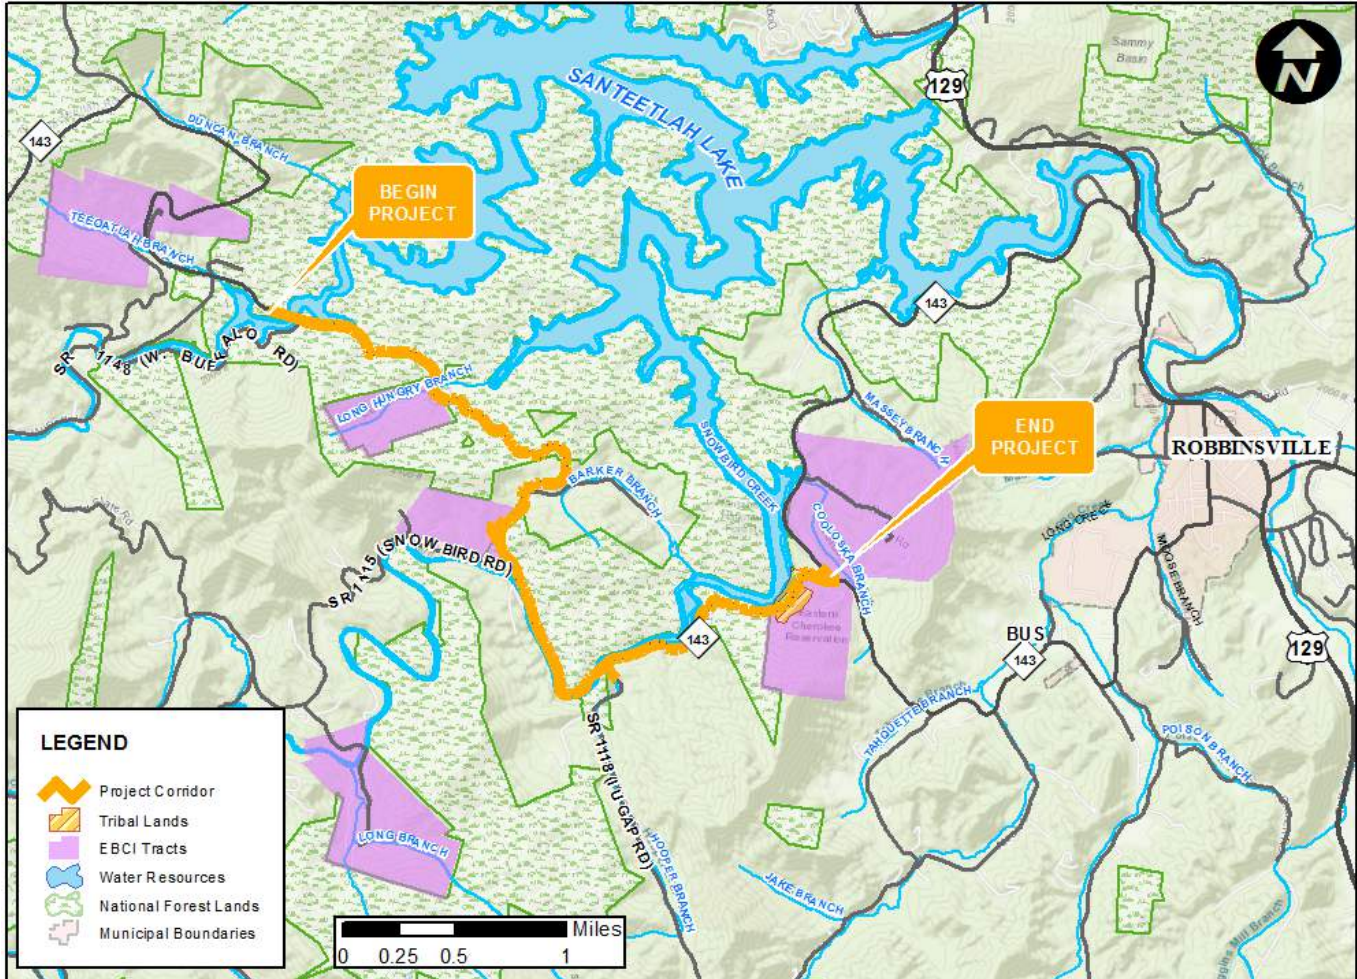 Sammy
Basin
129
SANTEETLAH LAKE
143
DUNCAN BRANCH
BEGIN
PROJECT
TEEOATLAH BRANCH
143
SR 1148 (W. BUFFALO RD)
LONG HUNGRY BRANCH
MASSEY BRANCH
END
PROJECT
ROBBINSVILLE
SNOWBIRD CREEK
BARKER BRANCH
COOLOSKA BRANCH
LONG CREEK
MOOSE BRANCH
SR 1115 (SNOW BIRD RD)
Eastern
Cherokee
Reservation
143
BUS
143
129
TAHQUETTE BRANCH
POISON BRANCH
SR 1118 (IU GAP RD)
HOOPER BRANCH
LONG BRANCH
JAKE BRANCH
LEGEND
Project Corridor
Tribal Lands
EBCI Tracts
Water Resources
National Forest Lands
Municipal Boundaries
Miles
0 0.25 0.5 1
N